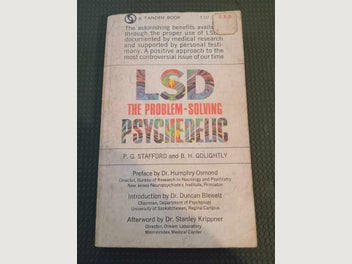 A TANDEM BOOK
The astonishing benefits available
through the proper use of LSD,
documented by medical research
and supported by personal testi-
mony. A positive approach to the
most controversial issue of our time
LSD
THE PROBLEM-SOLVING
PSYCHEDELIC
P. G. STAFFORD and B. H. GOLIGHTLY
Preface by Dr. Humphry Osmond
Director, Bureau of Research in Neurology and Psychiatry
New Jersey Neuropsychiatric Institute, Princeton
Introduction by Dr. Duncan Blewett
Chairman, Department of Psychology
University of Saskatchewan, Regina Campus
Afterword by Dr. Stanley Krippner
Director, Dream Laboratory
Maimonides Medical Center